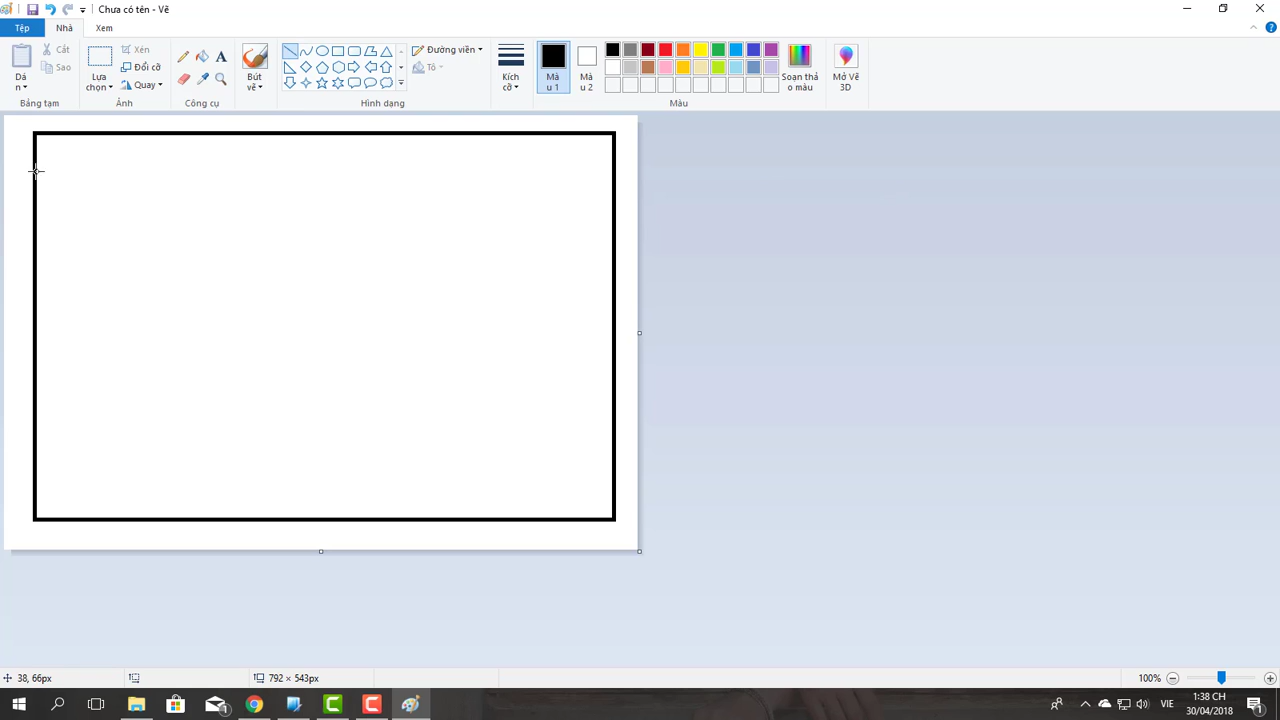 Chưa có tên - Vẽ
Tệp Nhà Xem
Dá
n
Cắt
Sao
Bảng tạm
Lựa
chọn
Xén
Đổi cỡ
Quay
Ảnh
A
Công cụ
Bút
vẽ
Đường viền
Tô
Hình dạng
Kích
cỡ
Mà
u 1
Mà
u 2
Soạn thả
o màu
Màu
Mở Vẽ
3D
38, 66px
792 × 543px
100%
1
VIE
1:38 CH
30/04/2018
1